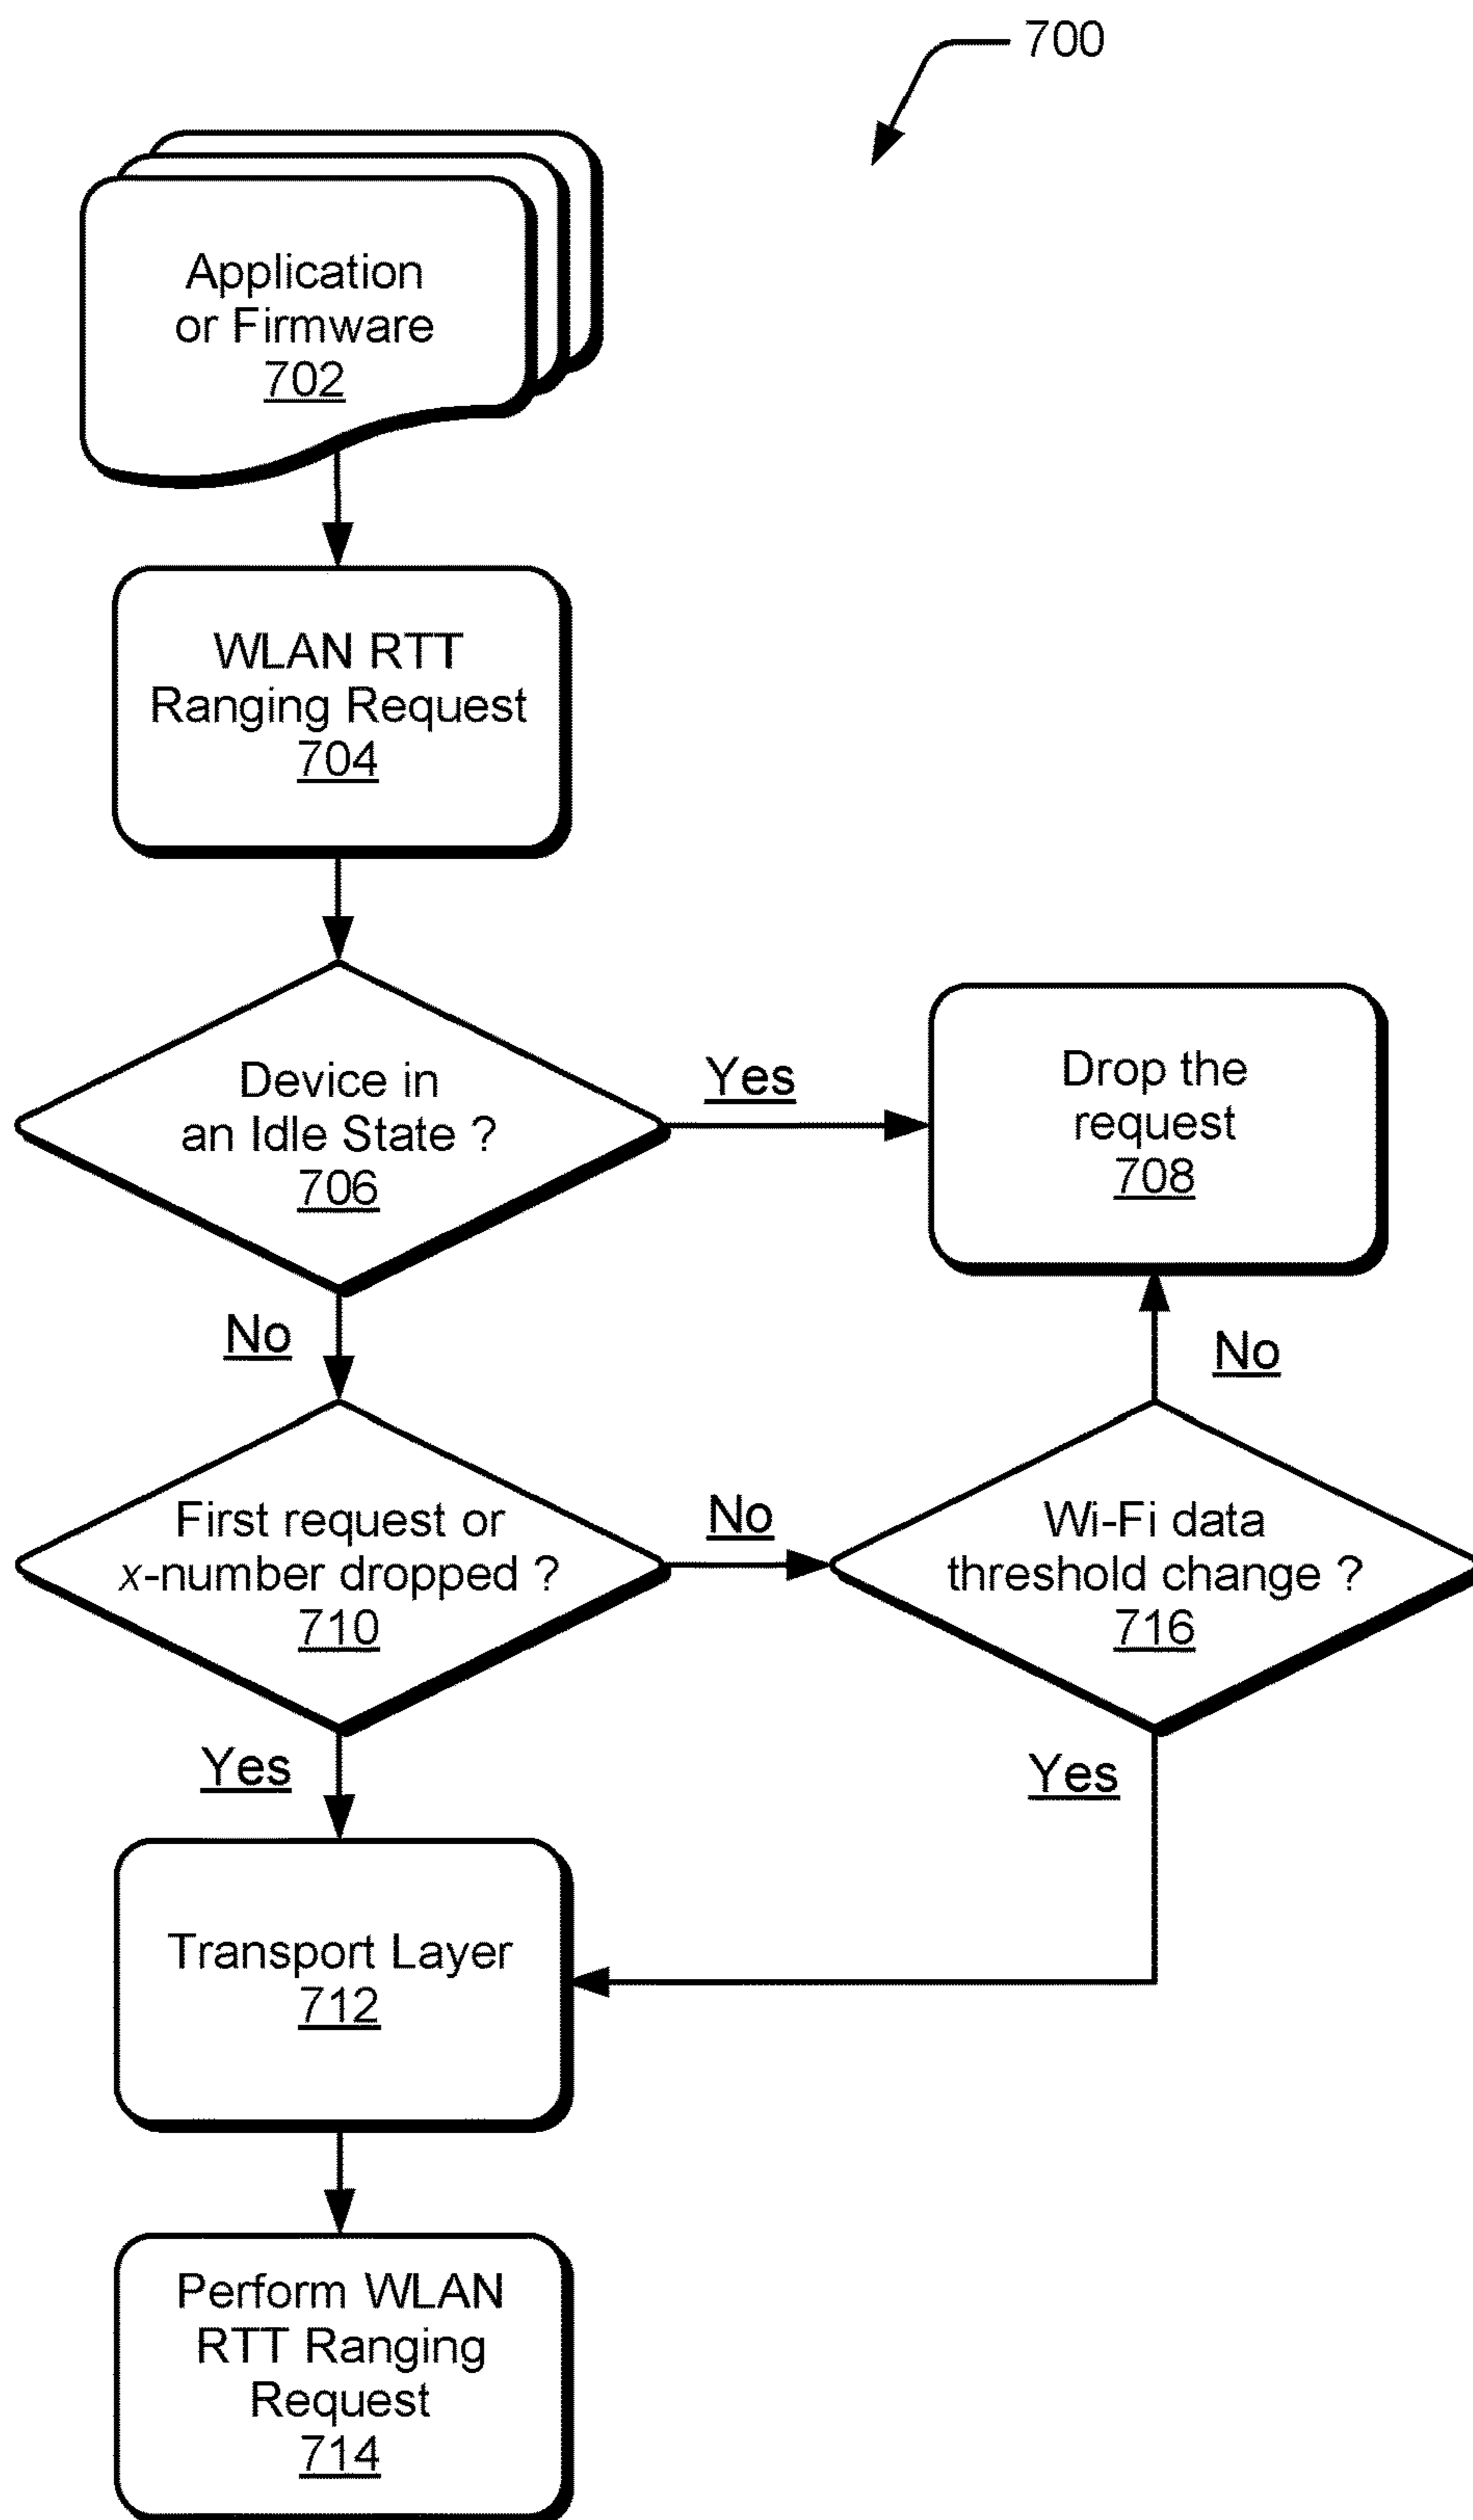 700
Application
or Firmware
702
WLAN RTT
Ranging Request
704
Device in
an Idle State ?
706
Yes
Drop the
request
708
No
No
First request or
x-number dropped ?
710
No
Wi-Fi data
threshold change ?
716
Yes
Yes
Transport Layer
712
Perform WLAN
RTT Ranging
Request
714